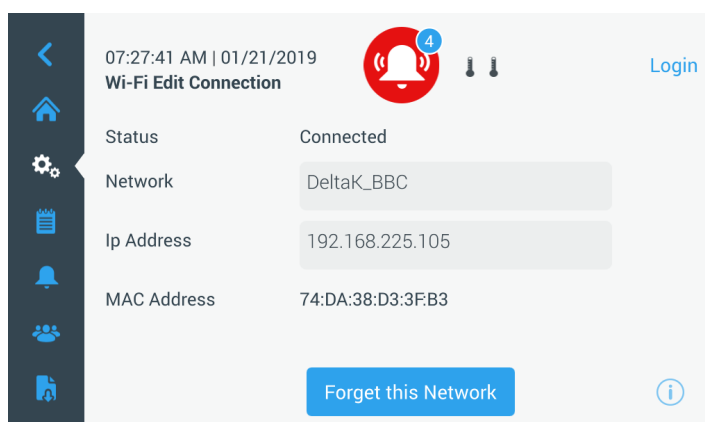 07:27:41 AM | 01/21/2019
4
Login
Wi-Fi Edit Connection
Status Connected
Network DeltaK_BBC
Ip Address 192.168.225.105
MAC Address 74:DA:38:D3:3F:B3
Forget this Network